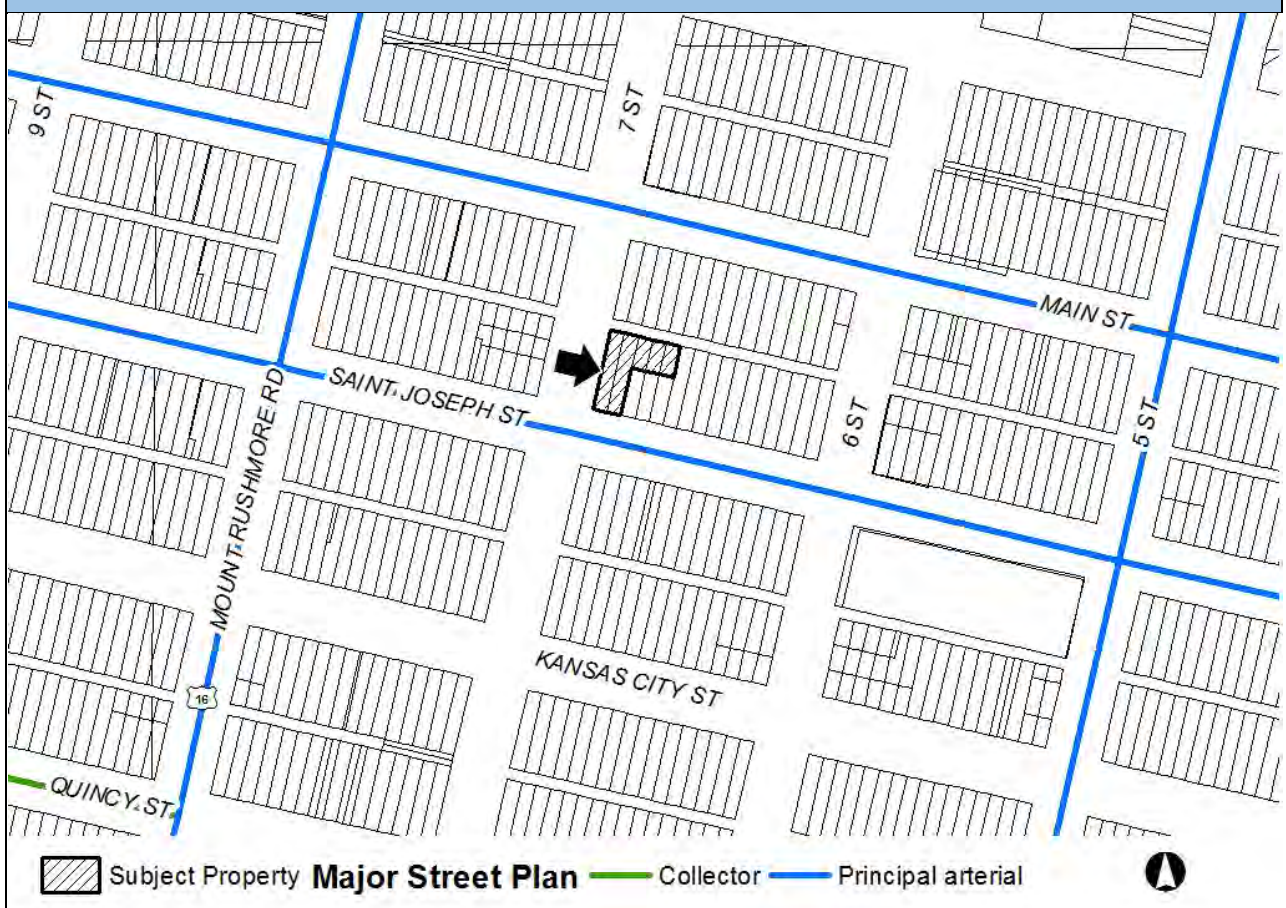 9 ST
7 ST
MAIN ST
SAINT JOSEPH ST
MOUNT RUSHMORE RD
6 ST
5 ST
KANSAS CITY ST
16
QUINCY ST
Subject Property Major Street Plan Collector Principal arterial